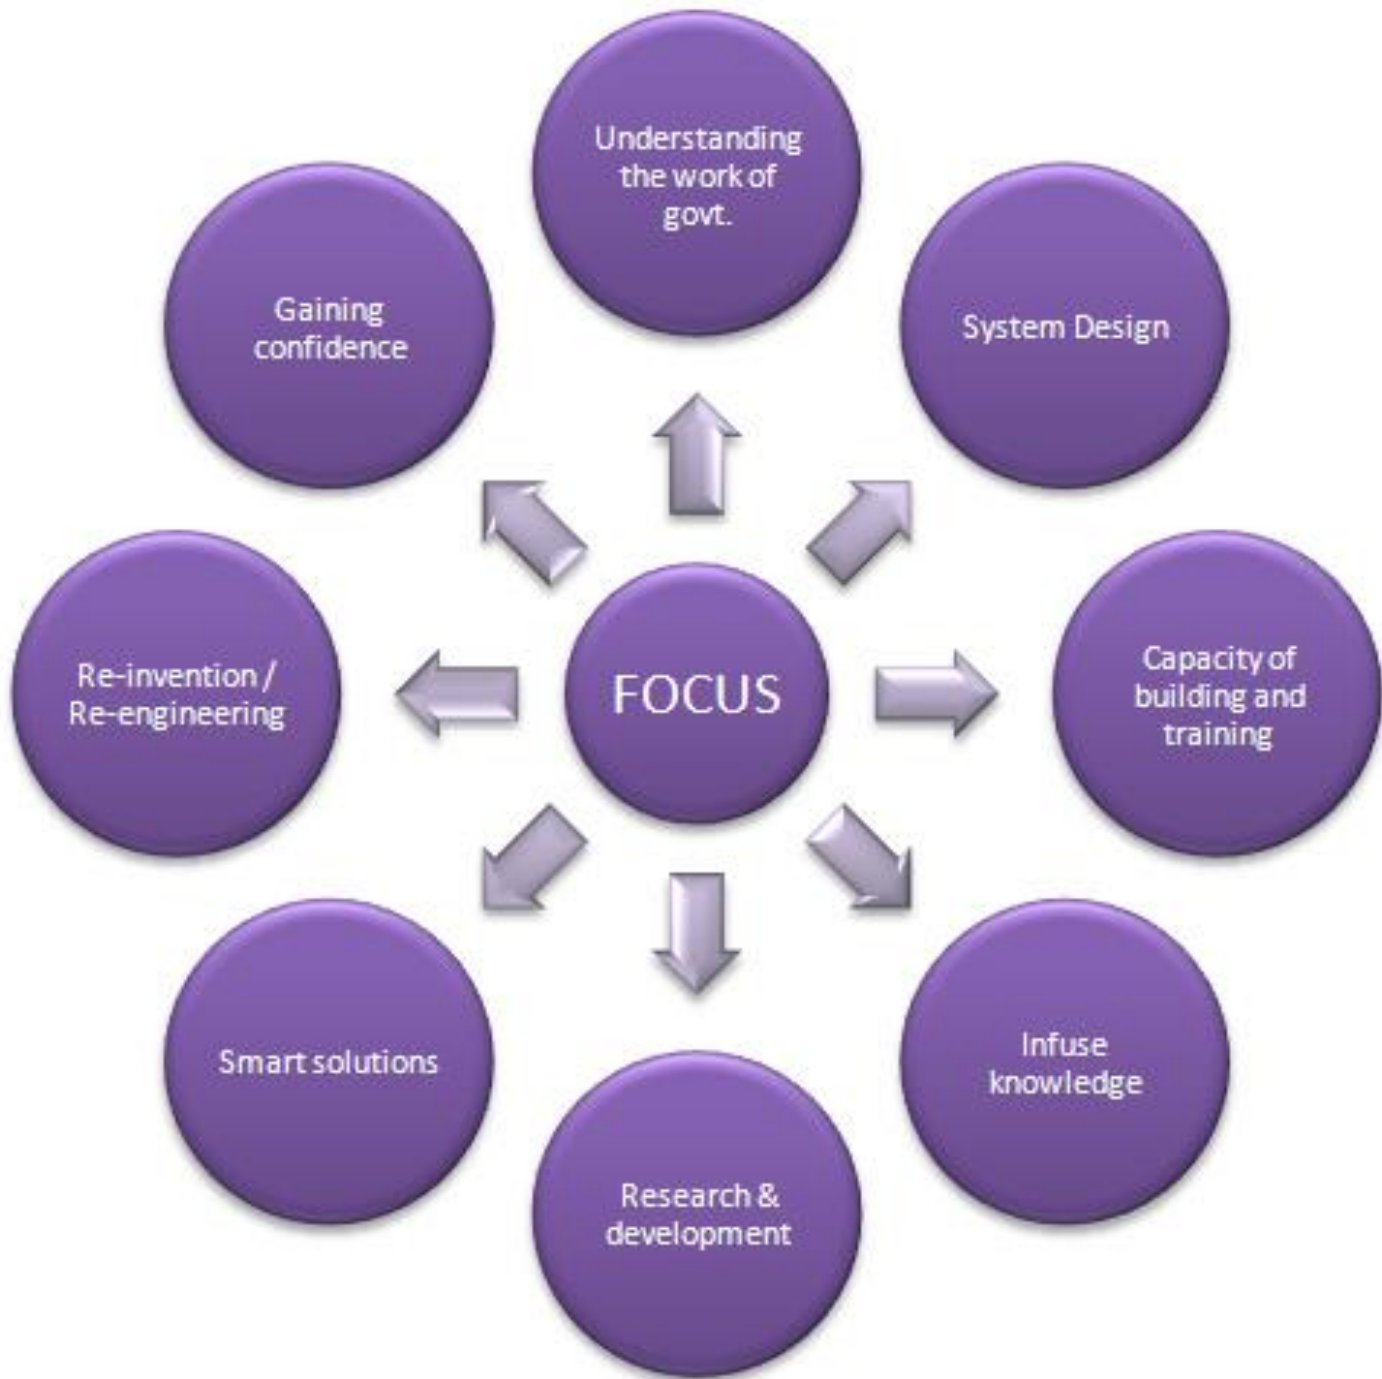 Understanding
the work of
govt.
System Design
Capacity of
building and
training
Infuse
knowledge
Research &
development
Smart solutions
Re-invention /
Re-engineering
Gaining
confidence
FOCUS